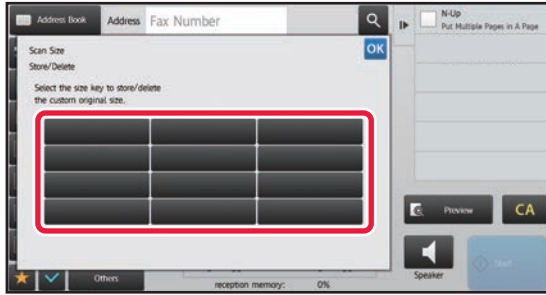 Address Book
Address
Fax Number
N-Up
Put Multiple Pages in A Page
Scan Size
OK
Store/Delete
Select the size key to store/delete
the custom original size.
Preview
CA
Others
reception memory: 0%
Speaker
Start